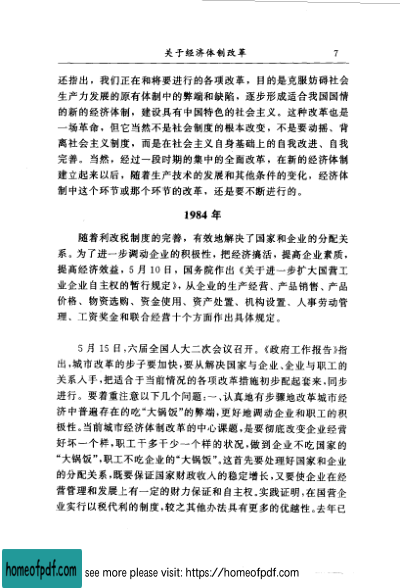 关于经济体制改革 7
还指出，我们正在和将要进行的各项改革，目的是克服妨碍社会
生产力发展的原有体制中的弊端和缺陷，逐步形成适合我国国情
的新的经济体制，建设具有中国特色的社会主义。这种改革也是
一场革命，但它当然不是社会制度的根本改变，不是要动摇、背
离社会主义制度，而是在社会主义自身基础上的自我改进、自我
完善。当然，经过一段时期的集中的全面改革，在新的经济体制
建立起来以后，随着生产技术的发展和其他条件的变化，经济体
制中这个环节或那个环节的改革，还是要不断进行的。
1984 年
随着利改税制度的完善，有效地解决了国家和企业的分配关
系。为了进一步调动企业的积极性，把经济搞活，提高企业素质，
提高经济效益，5 月 10 日，国务院作出《关于进一步扩大国营工
业企业自主权的暂行规定》，从企业的生产经营、产品销售、产品
价格、物资选购、资金使用、资产处置、机构设置、人事劳动管
理、工资奖金和联合经营十个方面作出具体规定。
5 月 15 日，六届全国人大二次会议召开。《政府工作报告》指
出，城市改革的步子要加快，要从解决国家与企业、企业与职工的
关系入手，把适合于当前情况的各项改革措施初步配起套来，同步
进行。要着重注意以下几个问题：一、认真地有步骤地改革城市经
济中普遍存在的吃“大锅饭”的弊端，更好地调动企业和职工的积
极性。当前城市经济体制改革的中心课题，是要彻底改变企业经营
好坏一个样，职工干多干少一个样的状况，做到企业不吃国家的
“大锅饭”，职工不吃企业的“大锅饭”。这首先要处理好国家和企业
的分配关系，既要保证国家财政收入的稳定增长，又要使企业在经
营管理和发展上有一定的财力保证和自主权。实践证明，在国营企
业实行以税代利的制度，较之其他办法具有更多的优越性。去年已
homeofpdf.com
see more please visit: https://homeofpdf.com